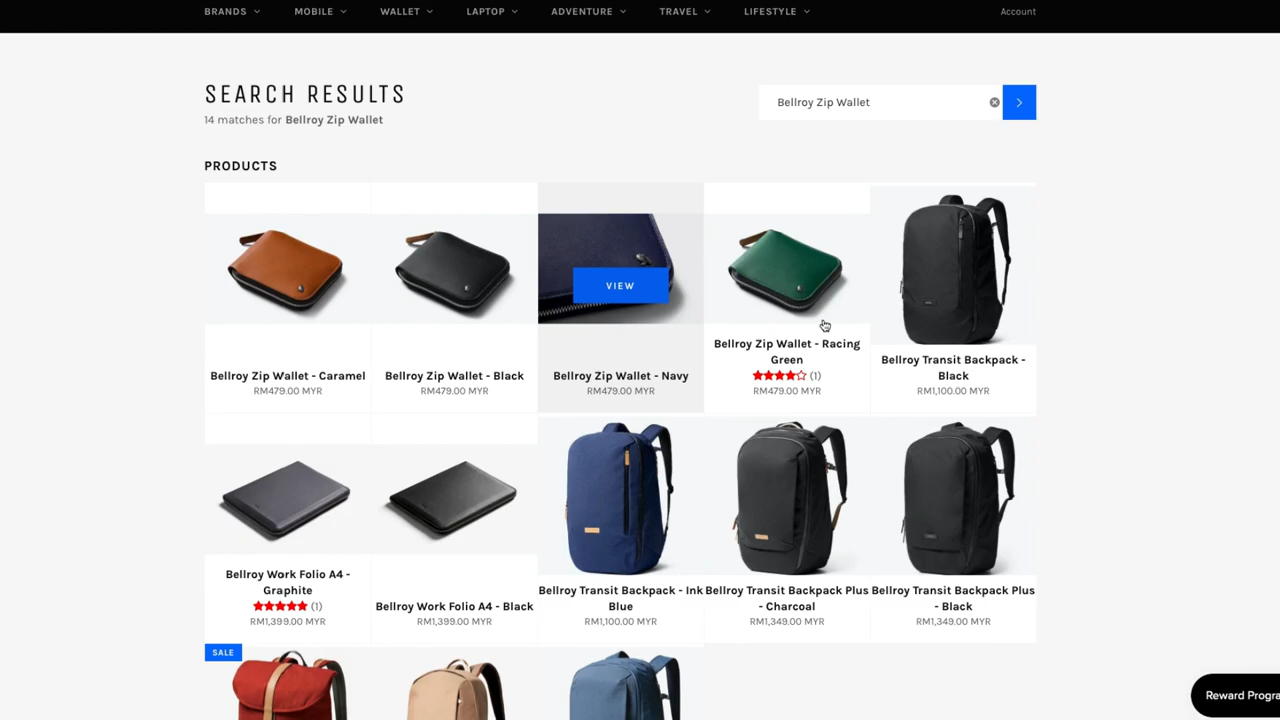 BRANDS
MOBILE
WALLET
LAPTOP
ADVENTURE
TRAVEL
LIFESTYLE
Account
SEARCH RESULTS
Bellroy Zip Wallet
14 matches for Bellroy Zip Wallet
PRODUCTS
VIEW
Bellroy Zip Wallet - Caramel
RM479.00 MYR
Bellroy Zip Wallet - Black
RM479.00 MYR
Bellroy Zip Wallet - Navy
RM479.00 MYR
Bellroy Zip Wallet - Racing
Green
(1)
RM479.00 MYR
Bellroy Transit Backpack -
Black
RM1,100.00 MYR
Bellroy Work Folio A4 -
Graphite
(1)
RM1,399.00 MYR
Bellroy Work Folio A4 - Black
RM1,399.00 MYR
Bellroy Transit Backpack - Ink
Blue
RM1,100.00 MYR
Bellroy Transit Backpack Plus
- Charcoal
RM1,349.00 MYR
Bellroy Transit Backpack Plus
- Black
RM1,349.00 MYR
SALE
Reward Progra